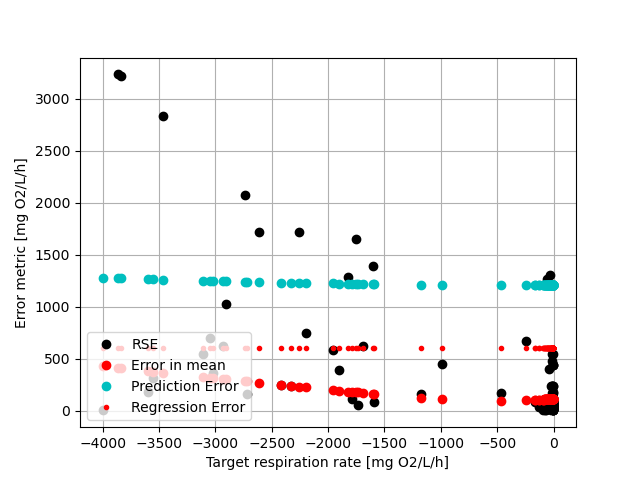 3000
2500
2000
1500
1000
500
0
Error metric [mg O2/L/h]
RSE
Error in mean
Prediction Error
Regression Error
−4000 −3500 −3000 −2500 −2000 −1500 −1000 −500 0
Target respiration rate [mg O2/L/h]